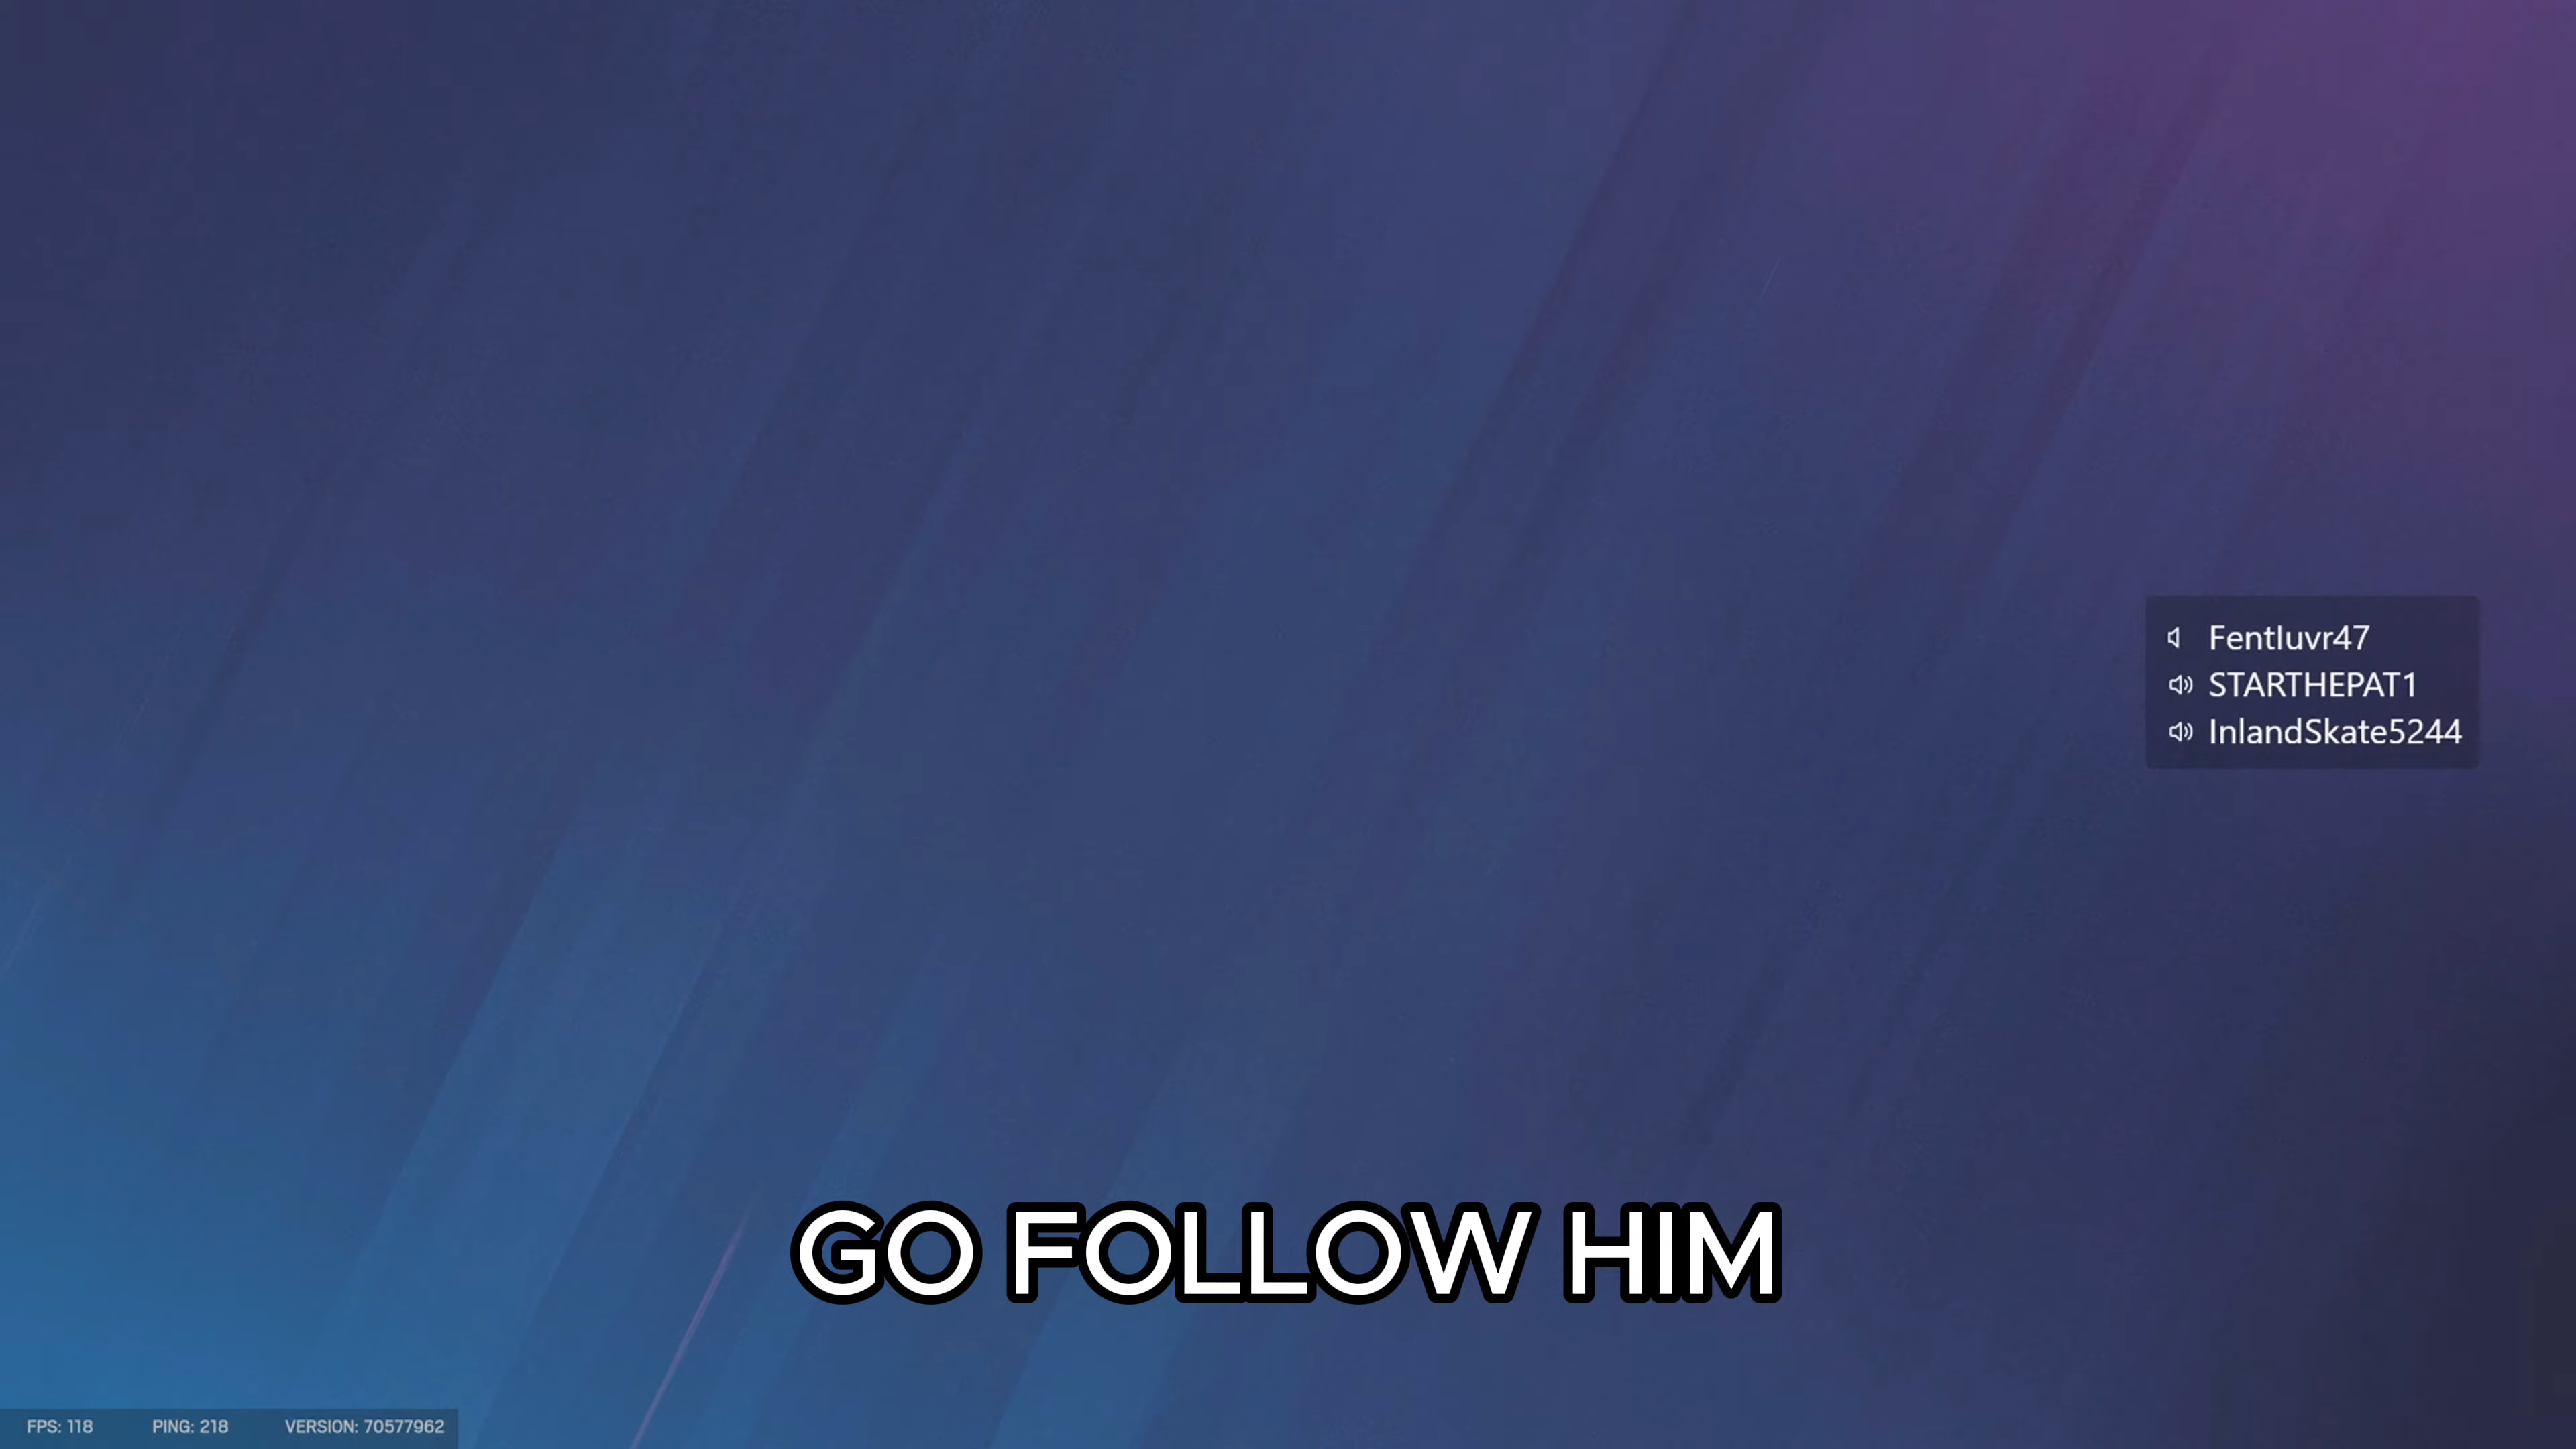 Fentluvr47
STARTHEPAT1
InlandSkate5244
GO FOLLOW HIM
FPS: 118 PING: 218 VERSION: 70577962